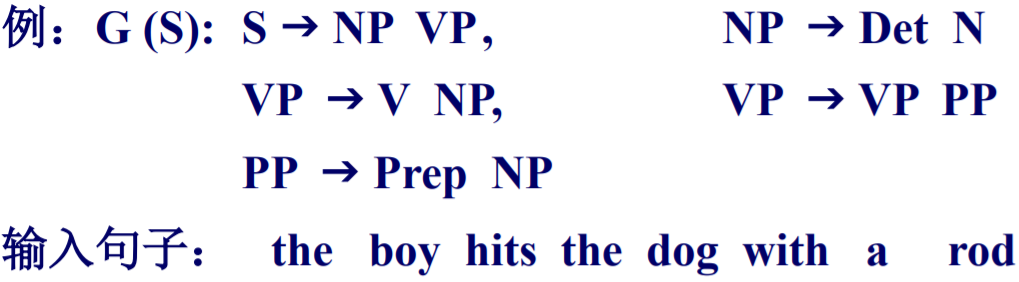 例：G (S): S → NP VP, NP → Det N
VP → V NP, VP → VP PP
PP → Prep NP
输入句子： the boy hits the dog with a rod